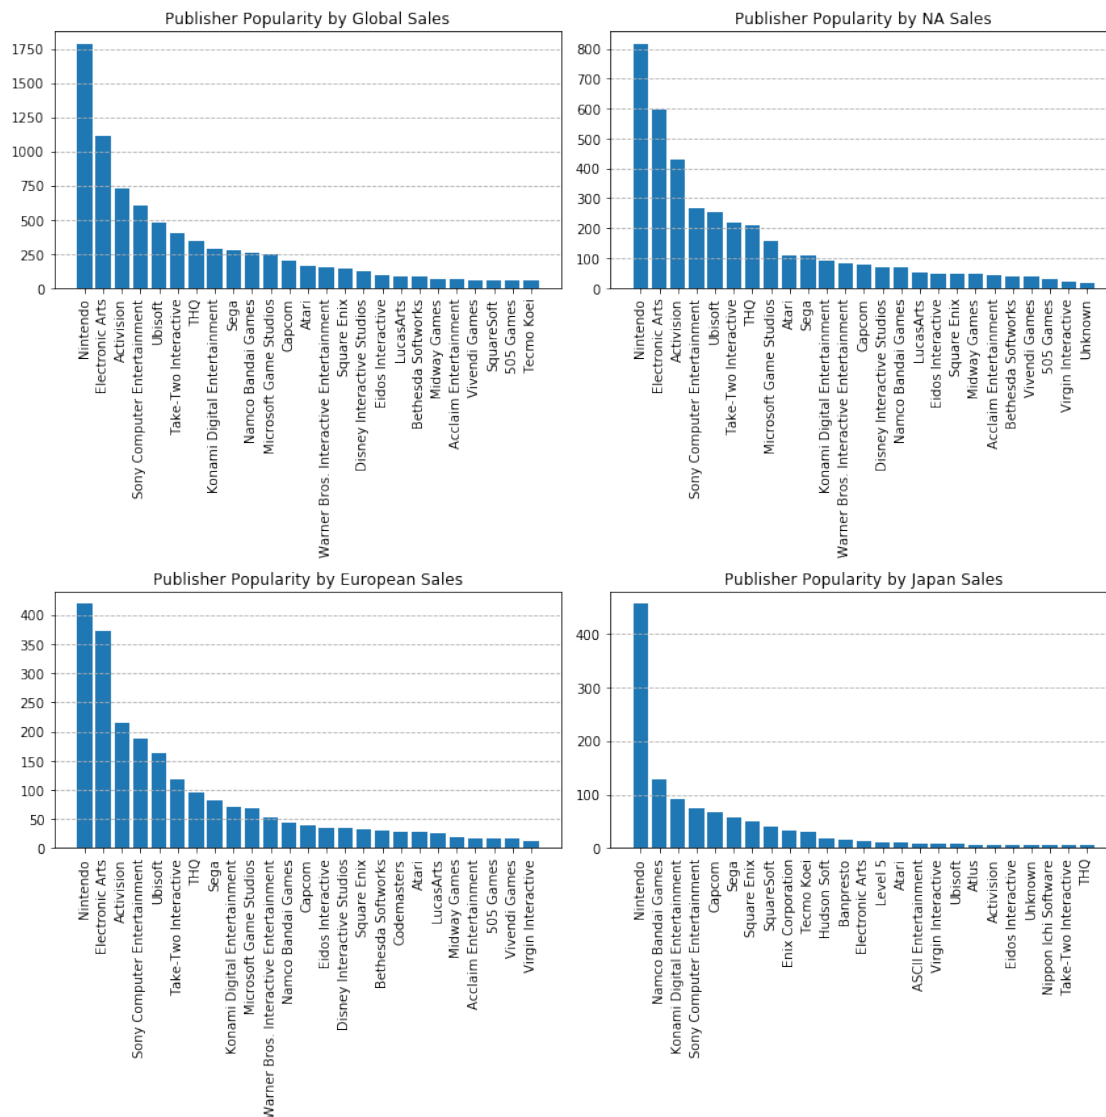 Publisher Popularity by Global Sales
1750
1500
1250
1000
750
500
250
0
Nintendo
Electronic Arts
Activision
Sony Computer Entertainment
Ubisoft
Take-Two Interactive
THQ
Konami Digital Entertainment
Sega
Namco Bandai Games
Microsoft Game Studios
Capcom
Atari
Warner Bros. Interactive Entertainment
Square Enix
Disney Interactive Studios
Eidos Interactive
LucasArts
Bethesda Softworks
Midway Games
Acclaim Entertainment
Vivendi Games
SquareSoft
505 Games
Tecmo Koei
Publisher Popularity by NA Sales
800
700
600
500
400
300
200
100
0
Nintendo
Electronic Arts
Activision
Sony Computer Entertainment
Ubisoft
Take-Two Interactive
THQ
Microsoft Game Studios
Atari
Sega
Konami Digital Entertainment
Warner Bros. Interactive Entertainment
Capcom
Disney Interactive Studios
Namco Bandai Games
LucasArts
Eidos Interactive
Square Enix
Midway Games
Acclaim Entertainment
Bethesda Softworks
Vivendi Games
505 Games
Virgin Interactive
Unknown
Publisher Popularity by European Sales
400
350
300
250
200
150
100
50
0
Nintendo
Electronic Arts
Activision
Sony Computer Entertainment
Ubisoft
Take-Two Interactive
THQ
Sega
Konami Digital Entertainment
Microsoft Game Studios
Warner Bros. Interactive Entertainment
Namco Bandai Games
Capcom
Eidos Interactive
Disney Interactive Studios
Square Enix
Bethesda Softworks
Codemasters
Atari
LucasArts
Midway Games
Acclaim Entertainment
505 Games
Vivendi Games
Virgin Interactive
Publisher Popularity by Japan Sales
400
300
200
100
0
Nintendo
Namco Bandai Games
Konami Digital Entertainment
Sony Computer Entertainment
Capcom
Sega
Square Enix
SquareSoft
Enix Corporation
Tecmo Koei
Hudson Soft
Banpresto
Electronic Arts
Level 5
Atari
ASCII Entertainment
Virgin Interactive
Ubisoft
Atlus
Activision
Eidos Interactive
Unknown
Nippon Ichi Software
Take-Two Interactive
THQ